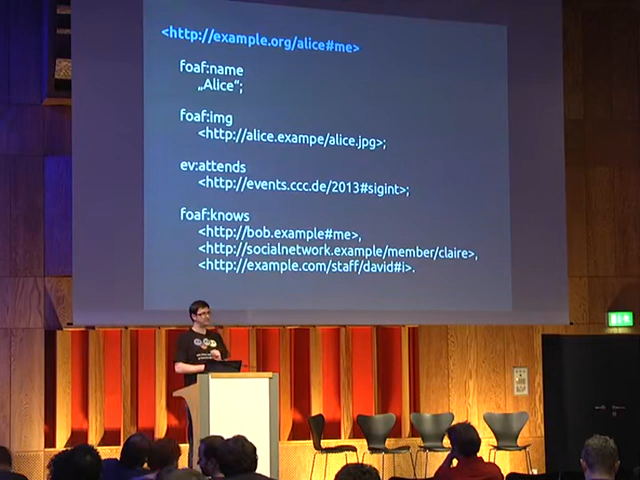 <http://example.org/alice#me>
foaf:name
„Alice“;
foaf:img
<http://alice.exampe/alice.jpg>;
ev:attends
<http://events.ccc.de/2013#sigint>;
foaf:knows
<http://bob.example#me>,
<http://socialnetwork.example/member/claire>,
<http://example.com/staff/david#i>.